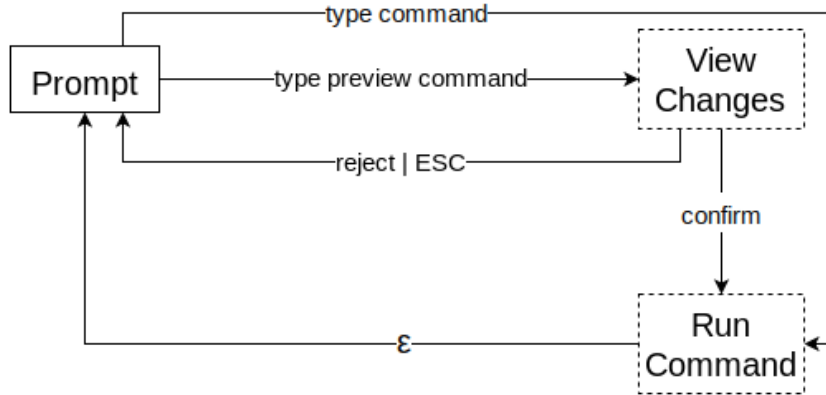 type command
Prompt
type preview command
View
Changes
reject | ESC
confirm
ε
Run
Command